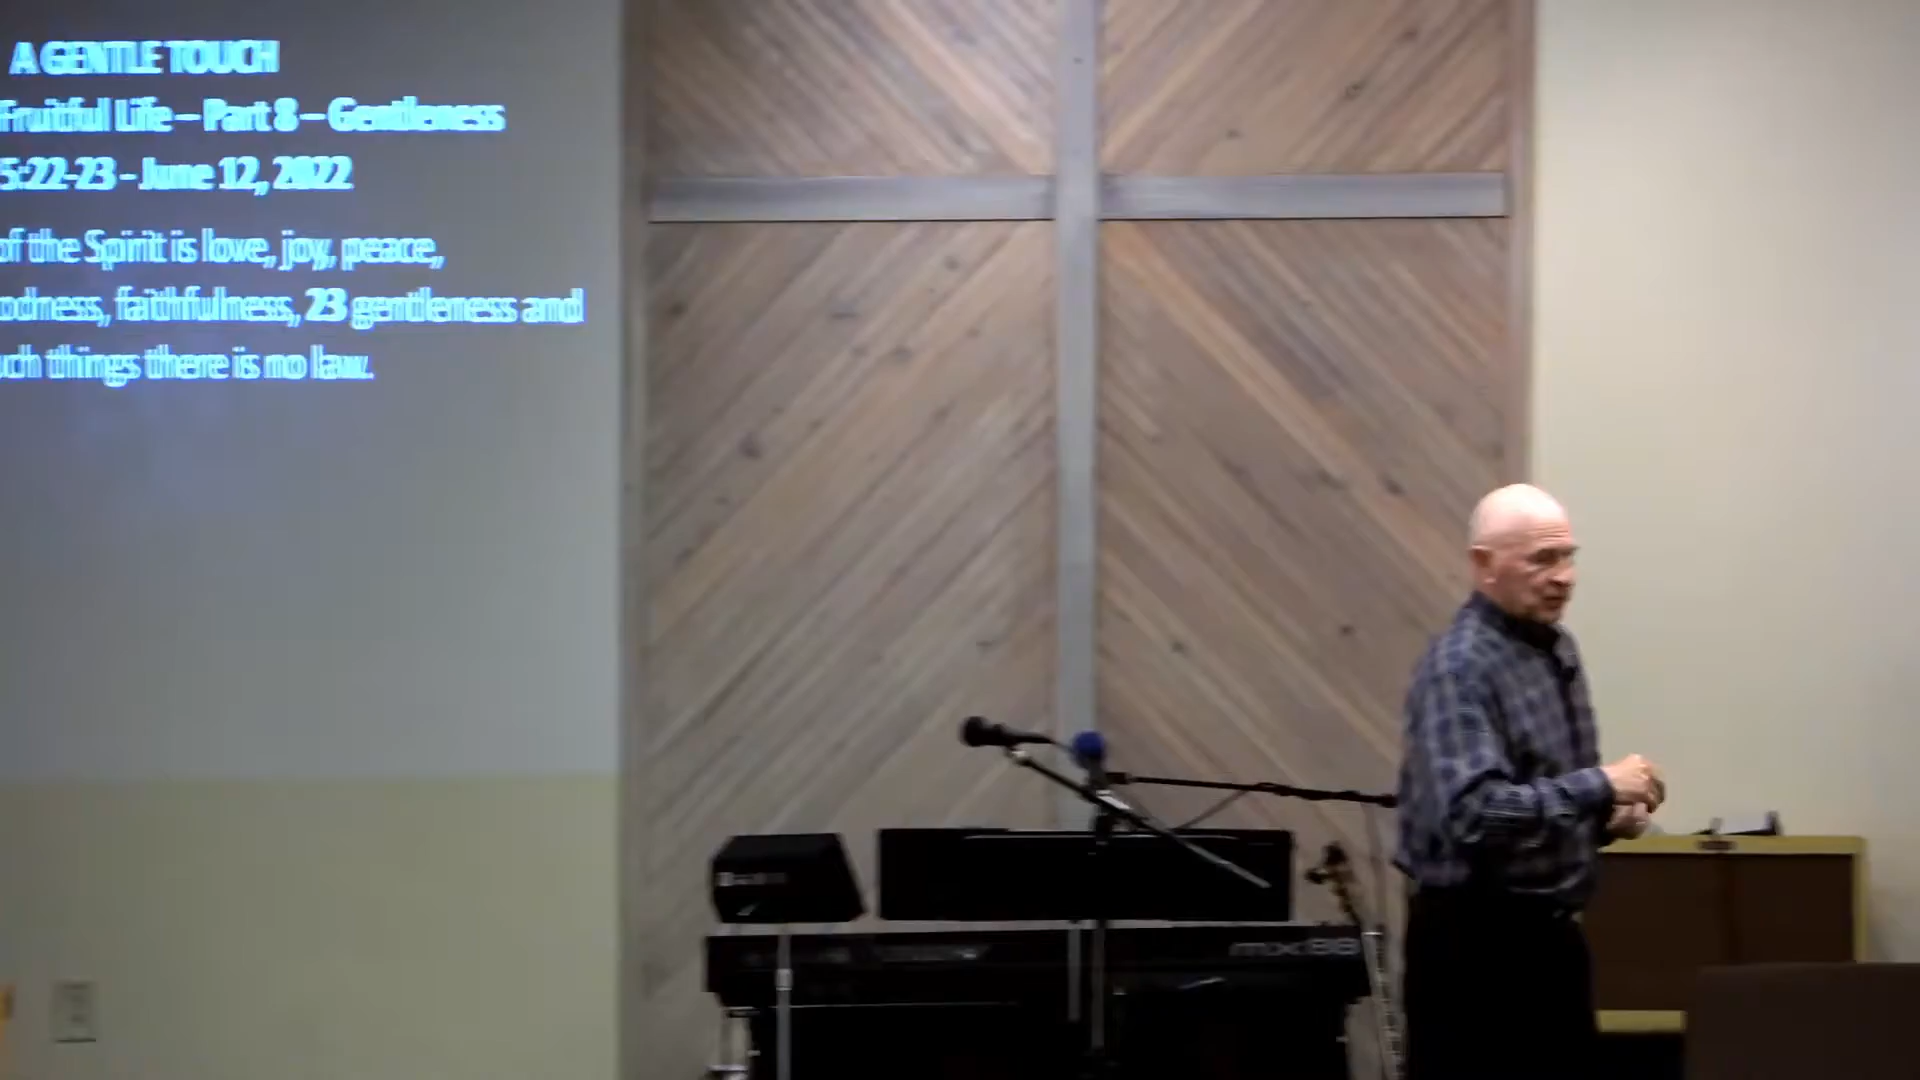 A GENTLE TOUCH
Fruitful Life – Part 8 – Gentleness
5:22-23 - June 12, 2022
of the Spirit is love, joy, peace,
odness, faithfulness, 23 gentleness and
uch things there is no law.
mx88